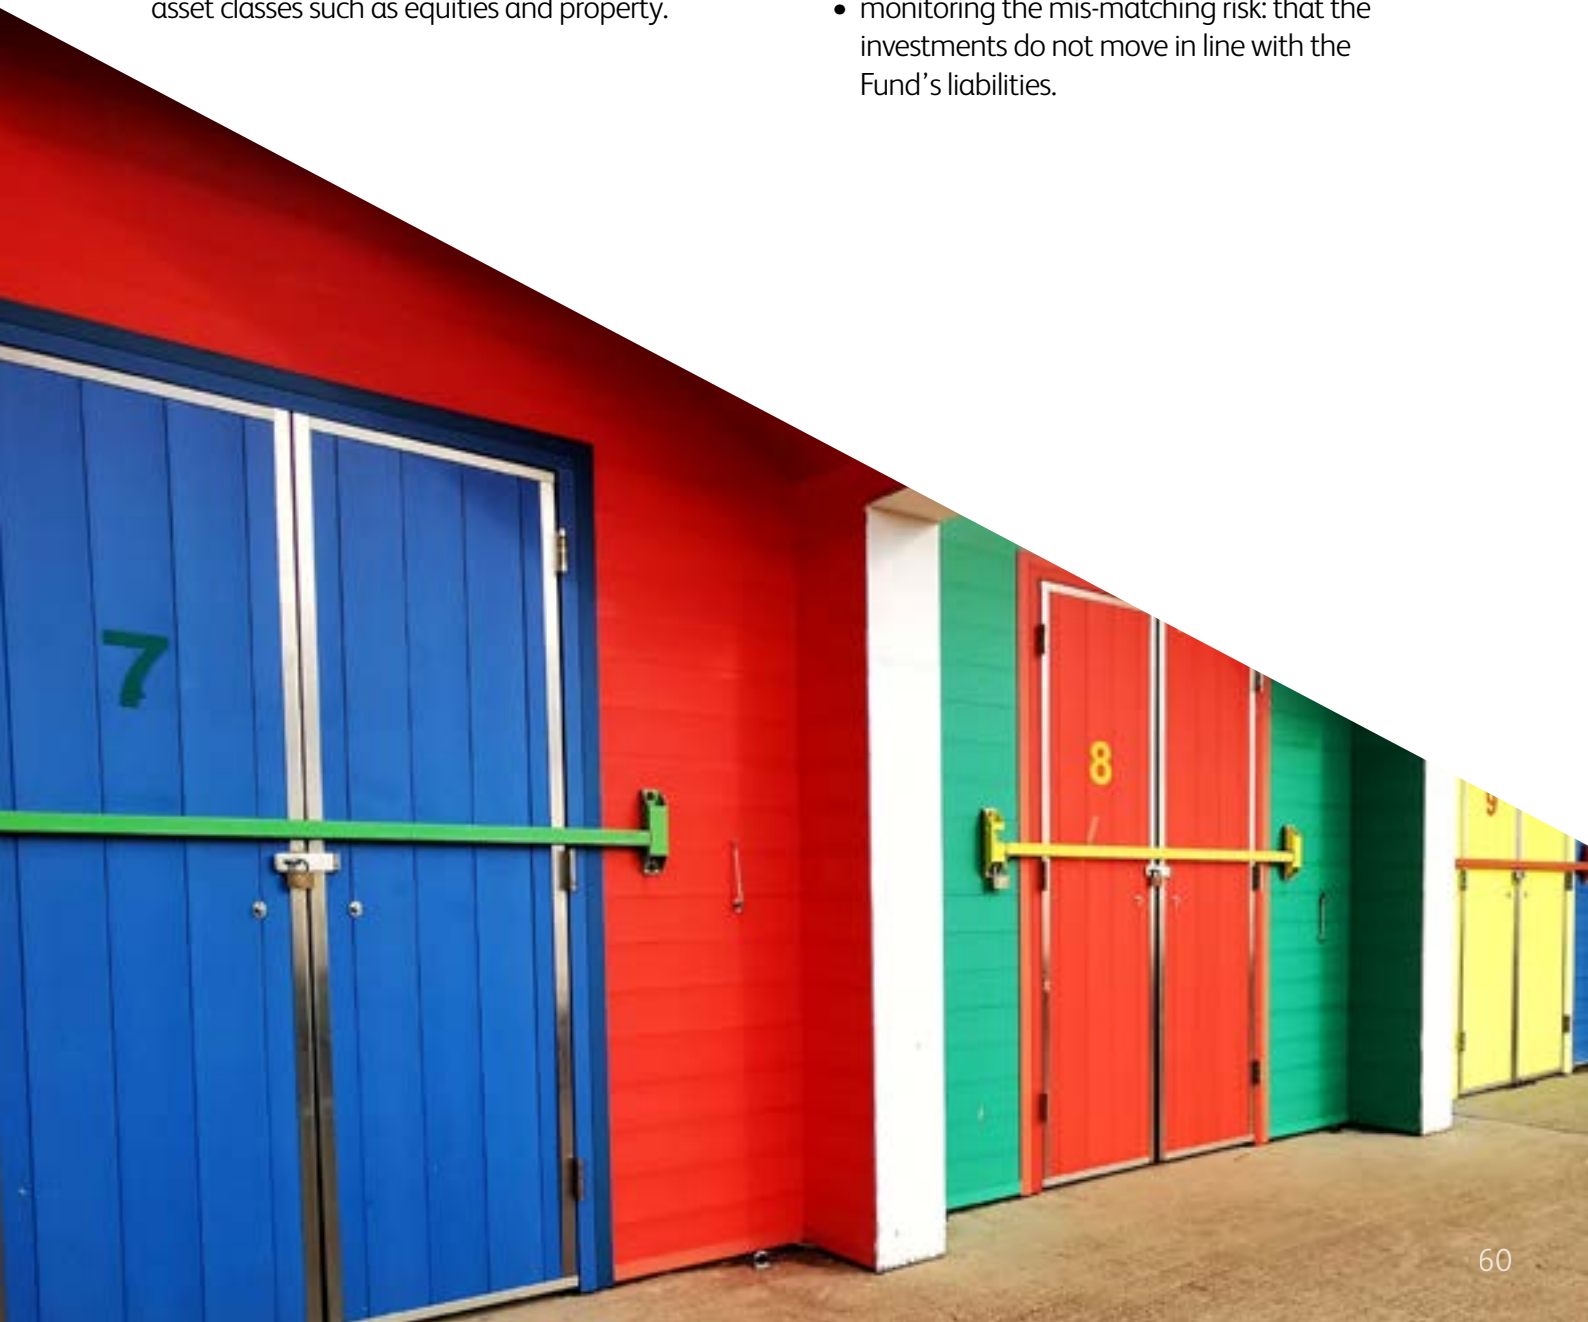 asset classes such as equities and property.
• monitoring the mis-matching risk: that the
investments do not move in line with the
Fund's liabilities.
7
8
9
60